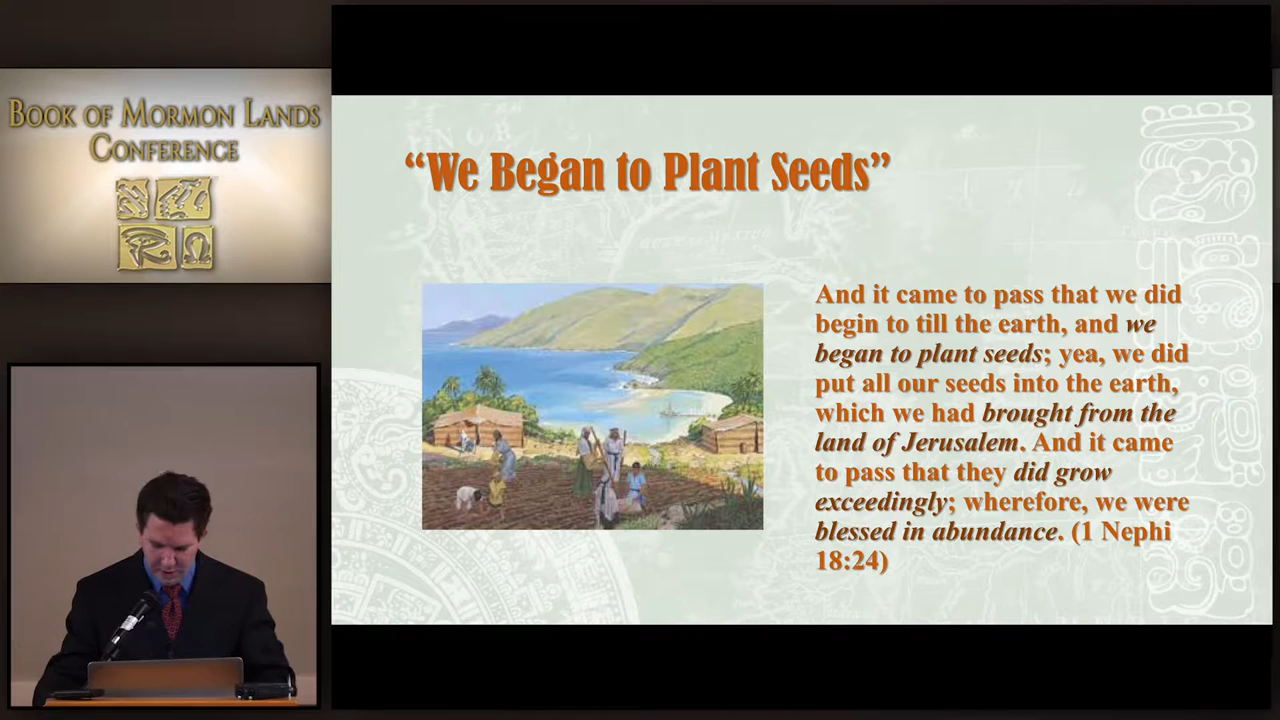 BOOK OF MORMON LANDS
CONFERENCE
“We Began to Plant Seeds”
And it came to pass that we did
begin to till the earth, and we
began to plant seeds; yea, we did
put all our seeds into the earth,
which we had brought from the
land of Jerusalem. And it came
to pass that they did grow
exceedingly; wherefore, we were
blessed in abundance. (1 Nephi
18:24)